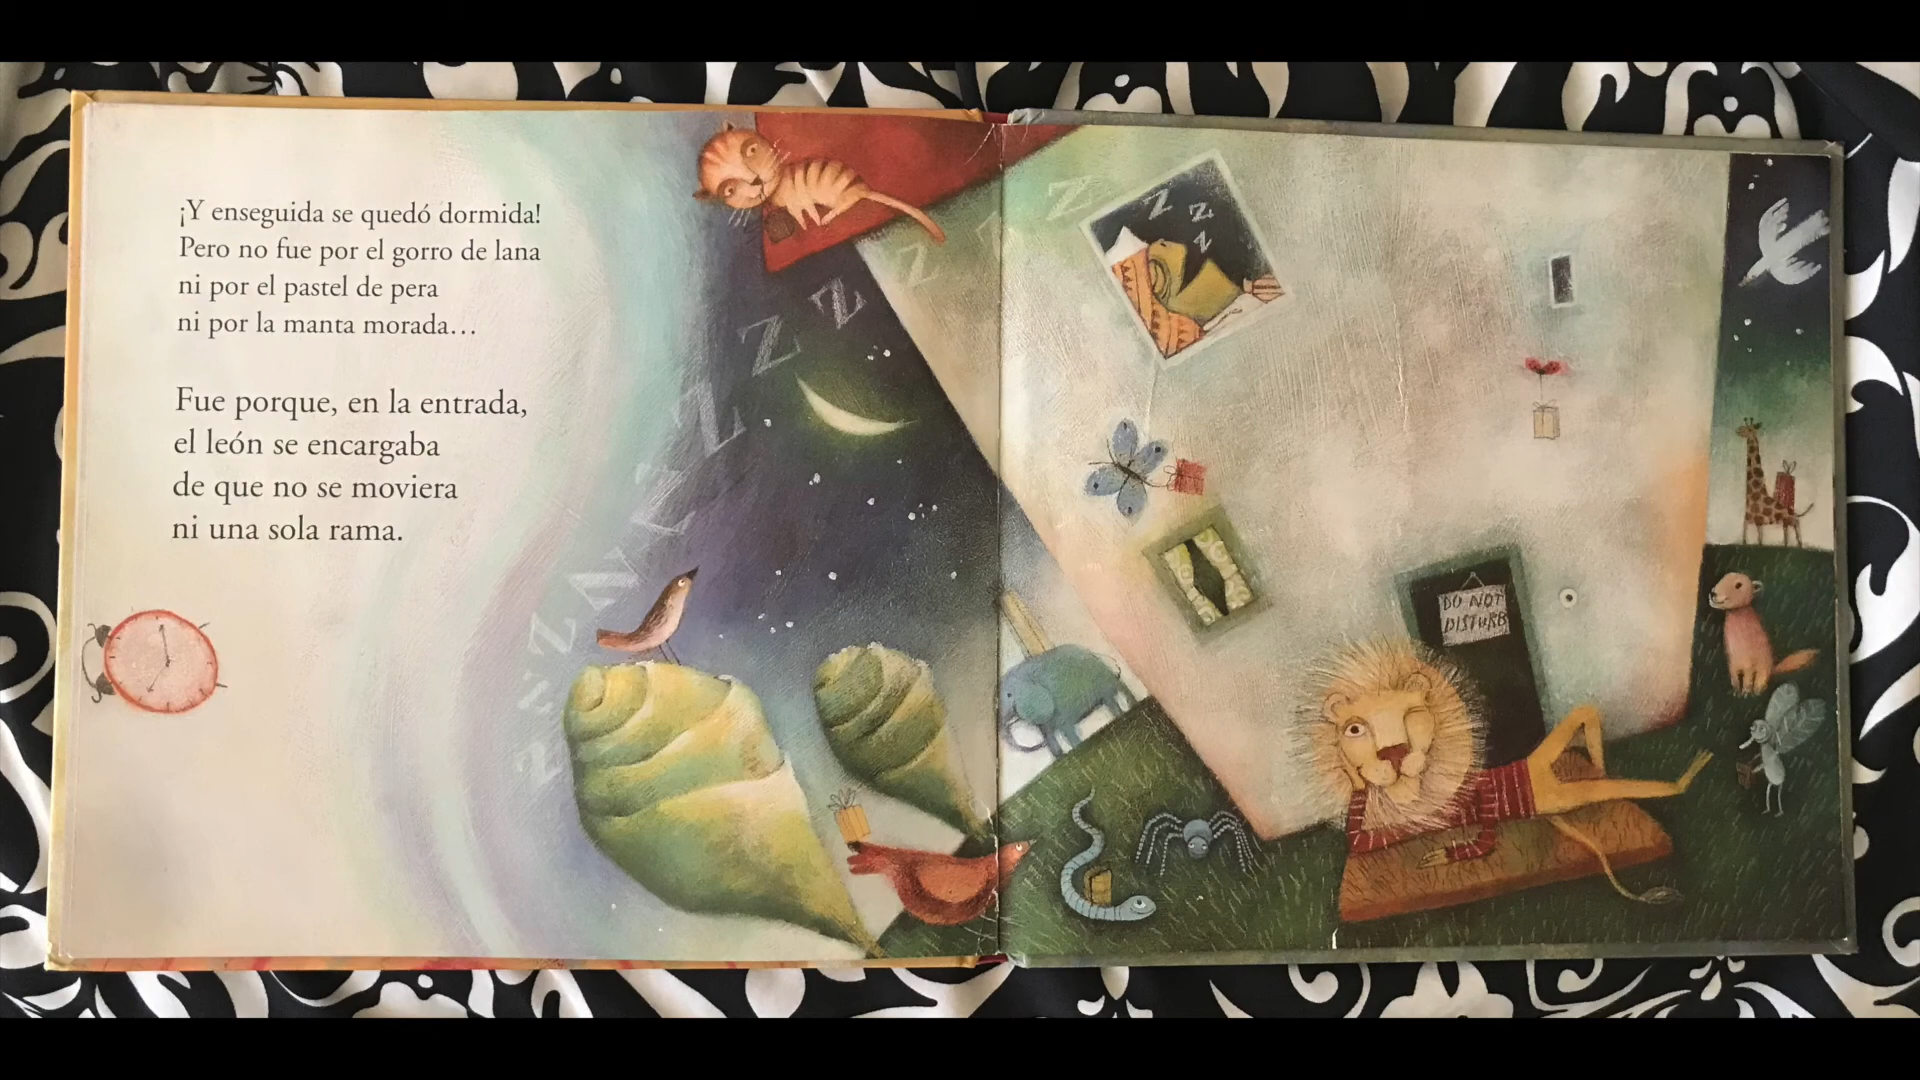 ¡Y enseguida se quedó dormida!
Pero no fue por el gorro de lana
ni por el pastel de pera
ni por la manta morada…
Fue porque, en la entrada,
el león se encargaba
de que no se moviera
ni una sola rama.
Z Z Z Z Z Z Z Z Z Z Z Z
Z Z Z
DO NOT
DISTURB